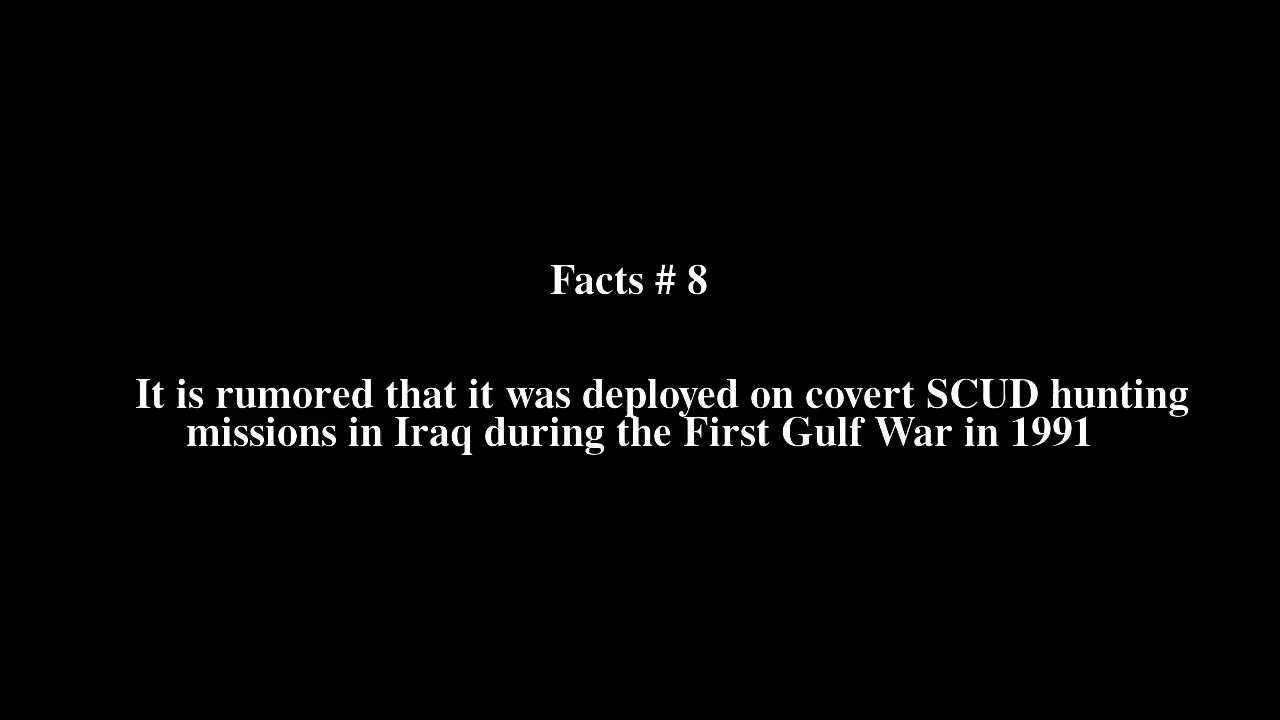 Facts # 8
It is rumored that it was deployed on covert SCUD hunting
missions in Iraq during the First Gulf War in 1991